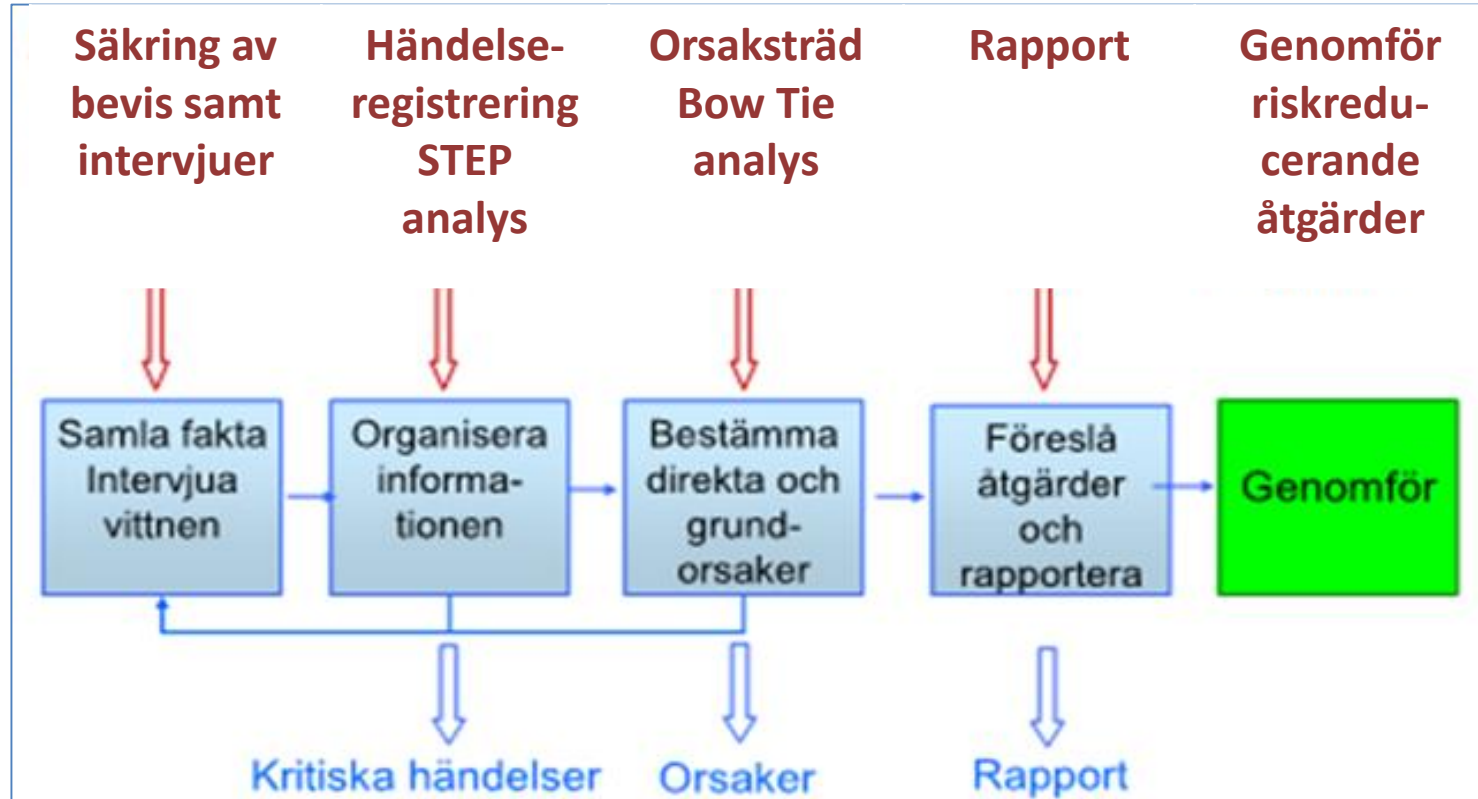 Säkring av
bevis samt
intervjuer
Händelse-
registrering
STEP
analys
Orsaksträd
Bow Tie
analys
Rapport
Genomför
riskredu-
cerande
åtgärder
Samla fakta
Intervjua
vittnen
Organisera
informa-
tionen
Bestämma
direkta och
grund-
orsaker
Föreslå
åtgärder
och
rapportera
Genomför
Kritiska händelser
Orsaker
Rapport